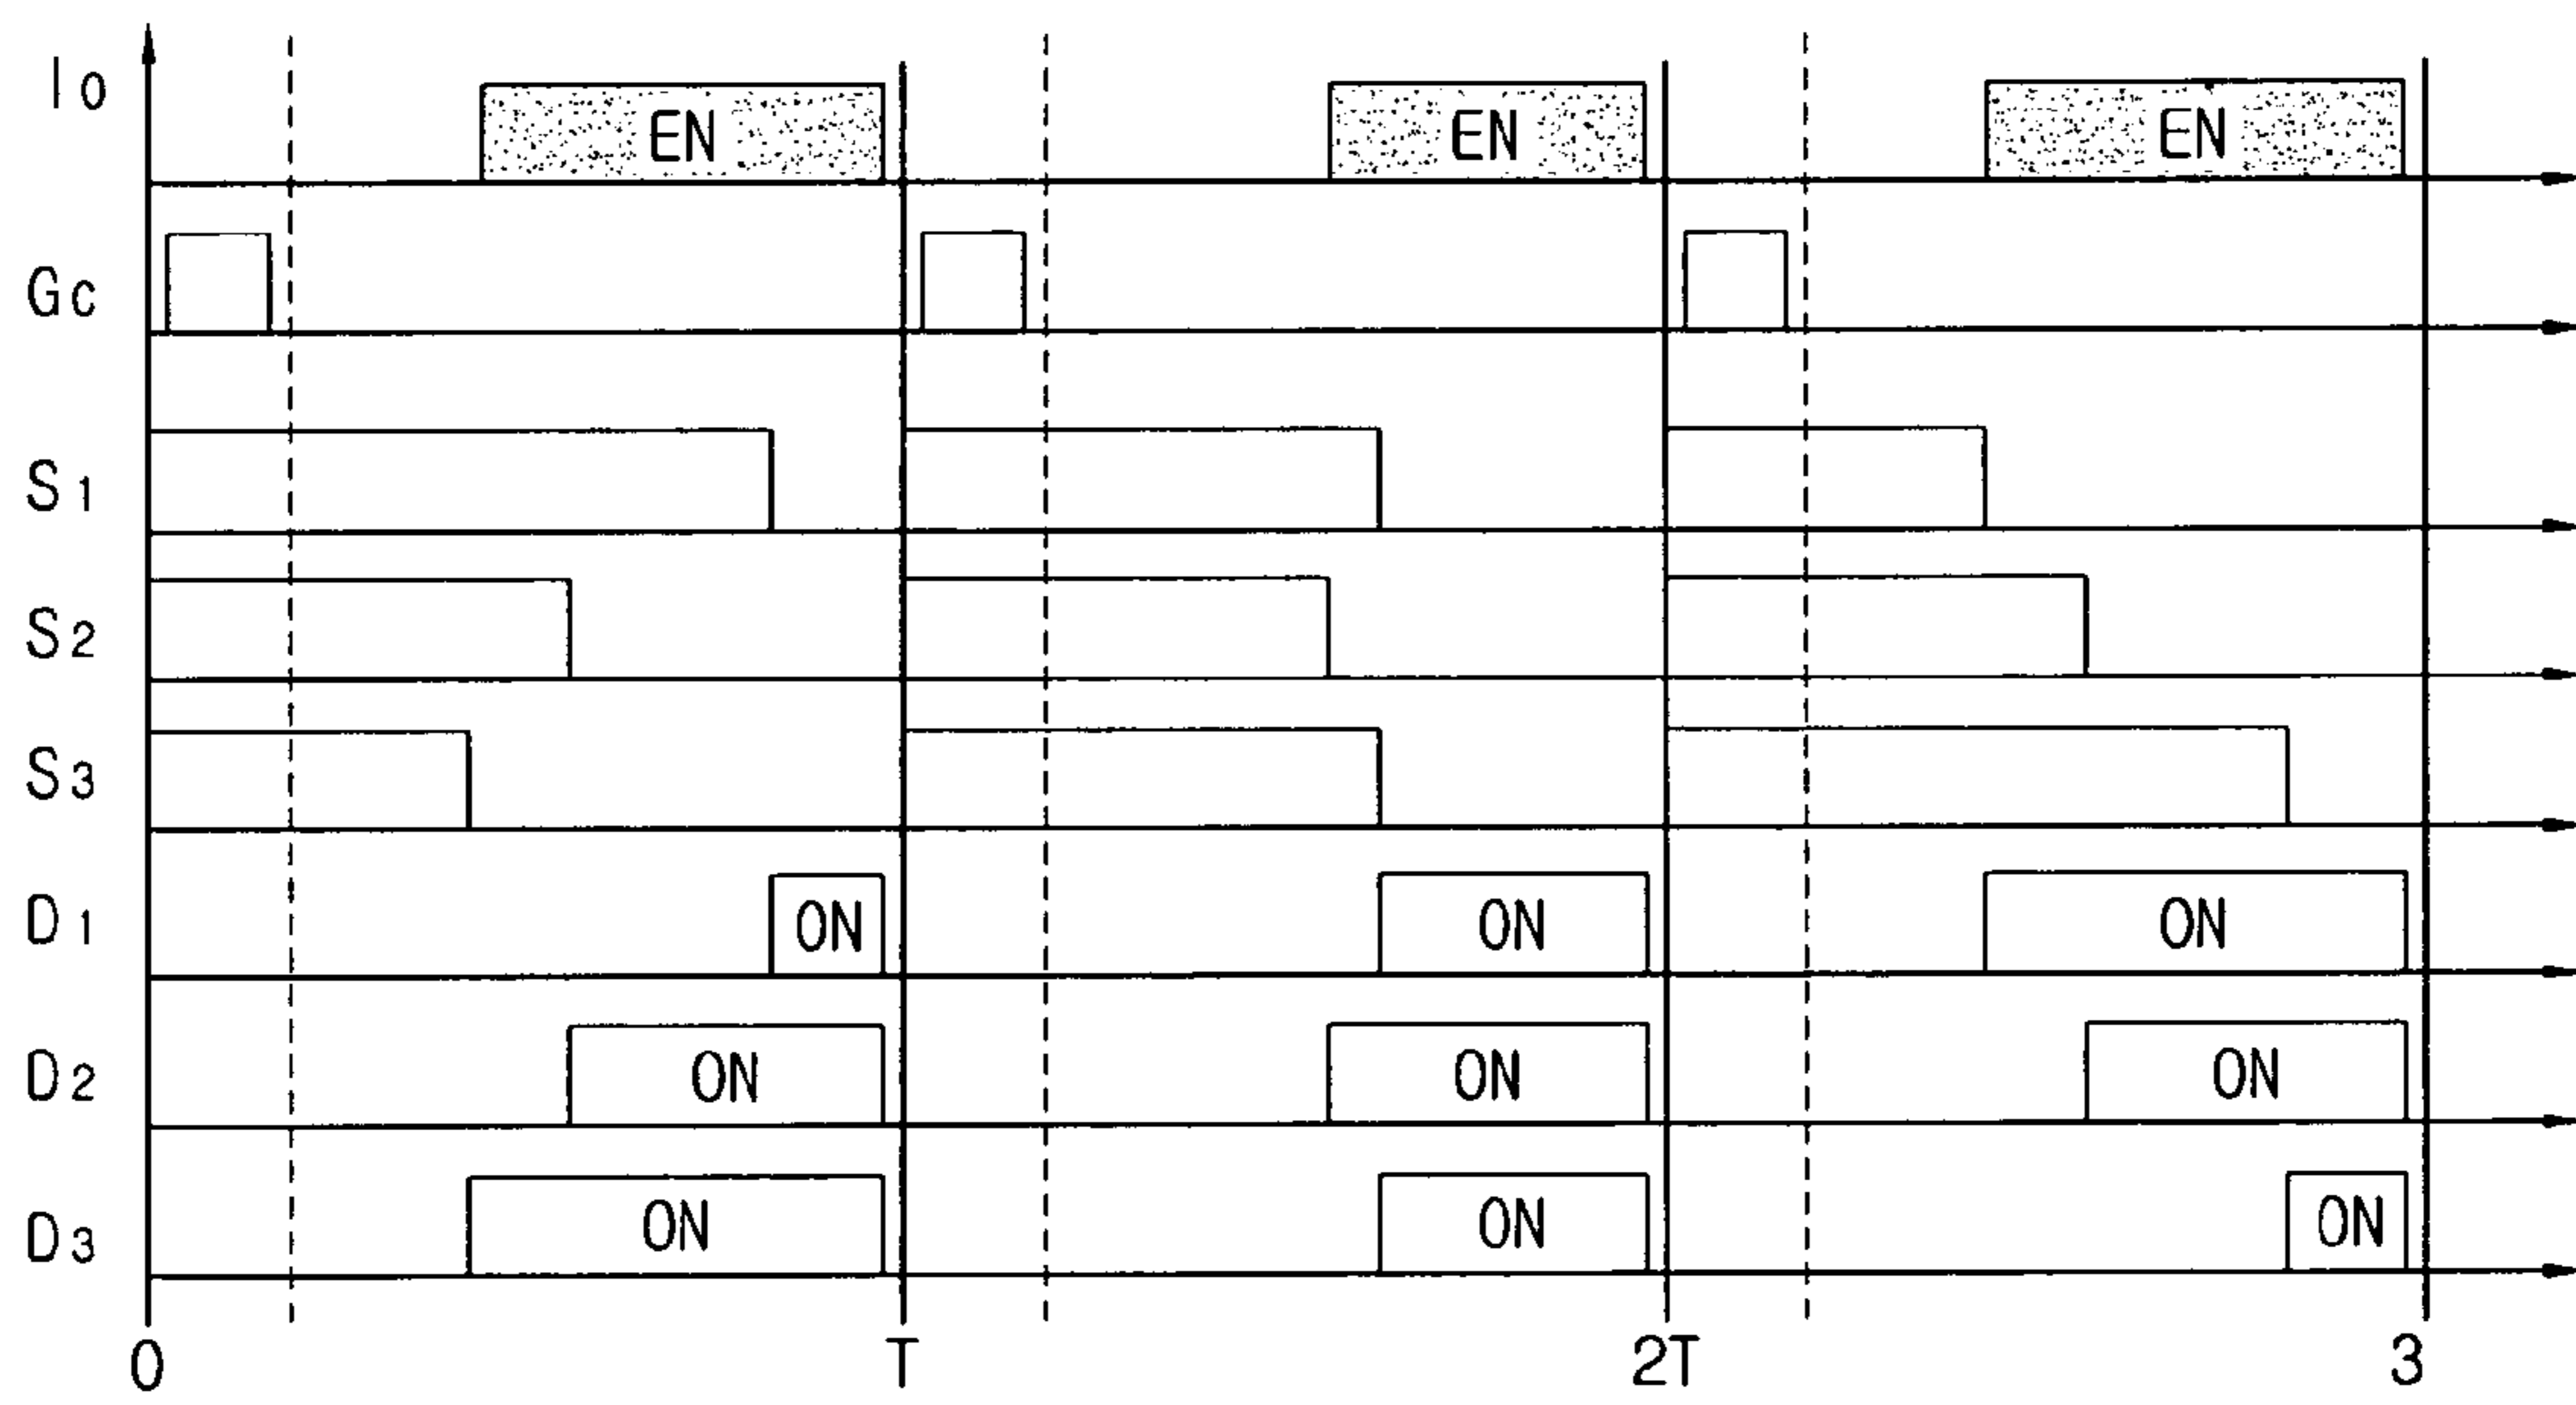 Io EN EN EN
Gc
S1
S2
S3
D1 ON ON ON
D2 ON ON ON
D3 ON ON ON
0 T 2T 3